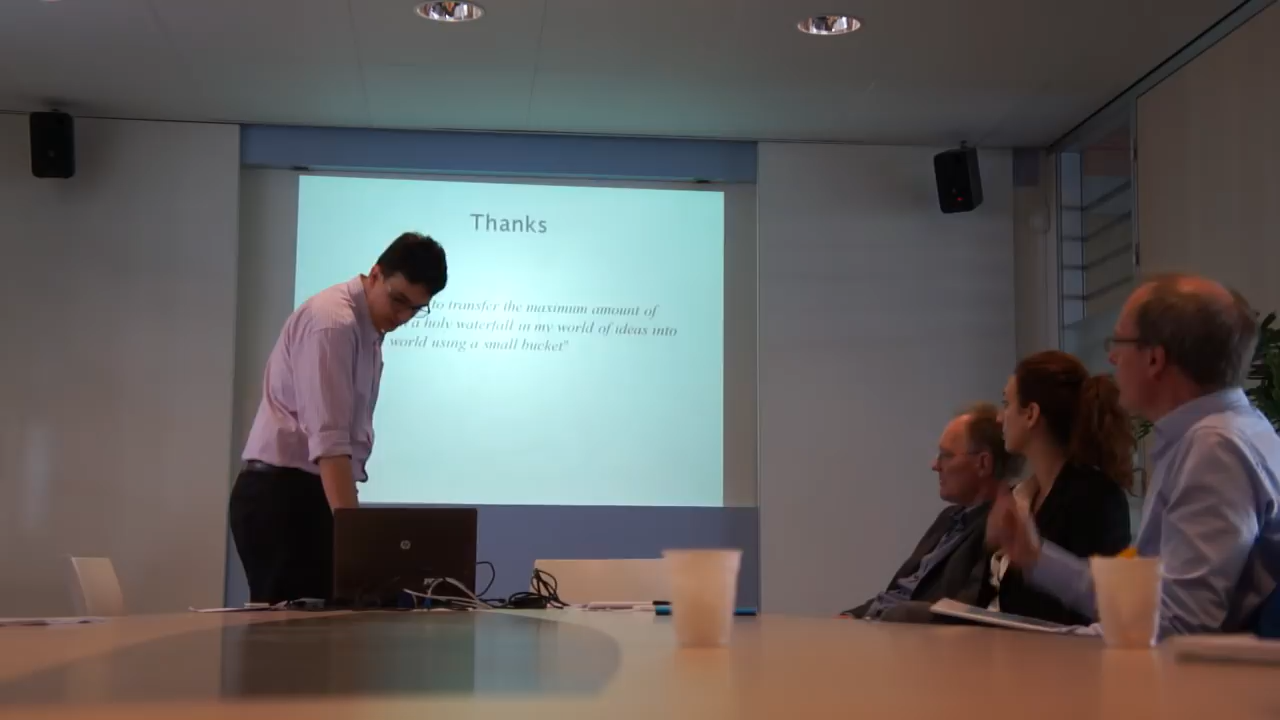 Thanks
to transfer the maximum amount of
a holy waterfall in my world of ideas into
world using a small bucket"
hp